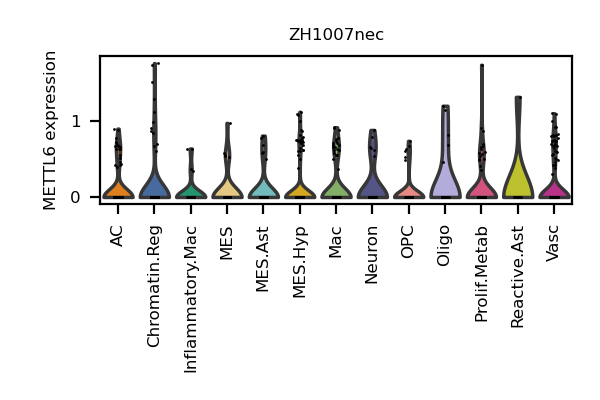 ZH1007nec
METTL6 expression
1
0
AC
Chromatin.Reg
Inflammatory.Mac
MES
MES.Ast
MES.Hyp
Mac
Neuron
OPC
Oligo
Prolif.Metab
Reactive.Ast
Vasc